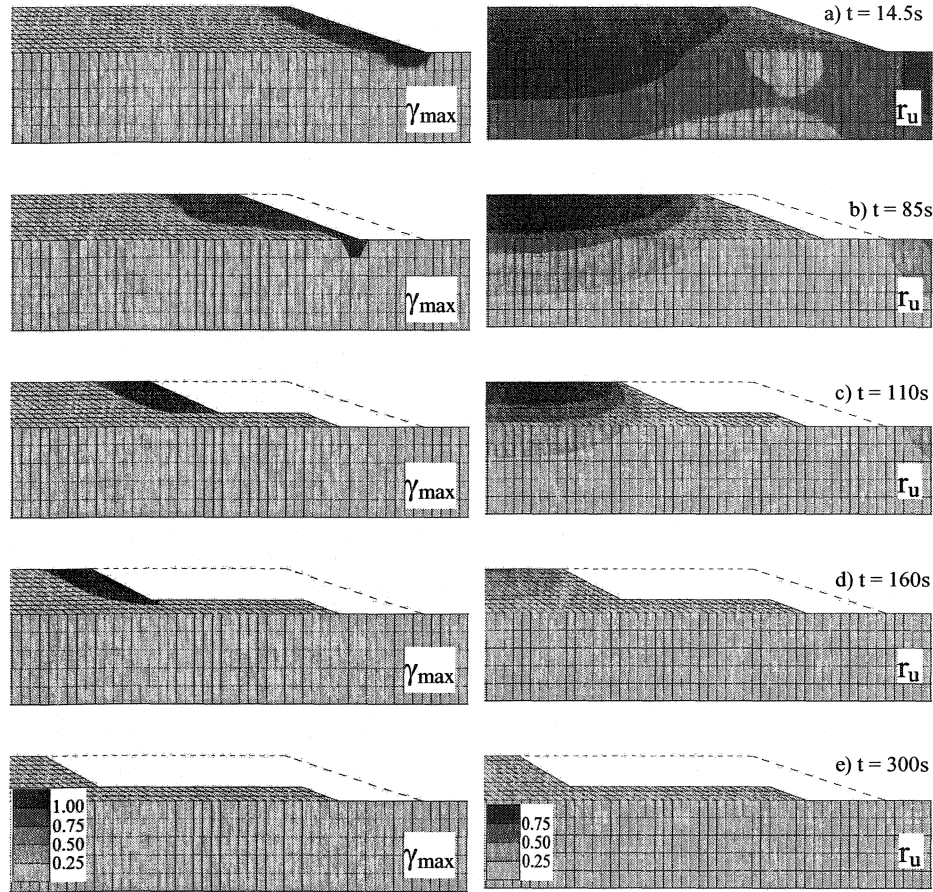 a) t = 14.5s
γmax
ru
b) t = 85s
γmax
ru
c) t = 110s
γmax
ru
d) t = 160s
γmax
ru
e) t = 300s
1.00
0.75
0.50
0.25
γmax
0.75
0.50
0.25
ru